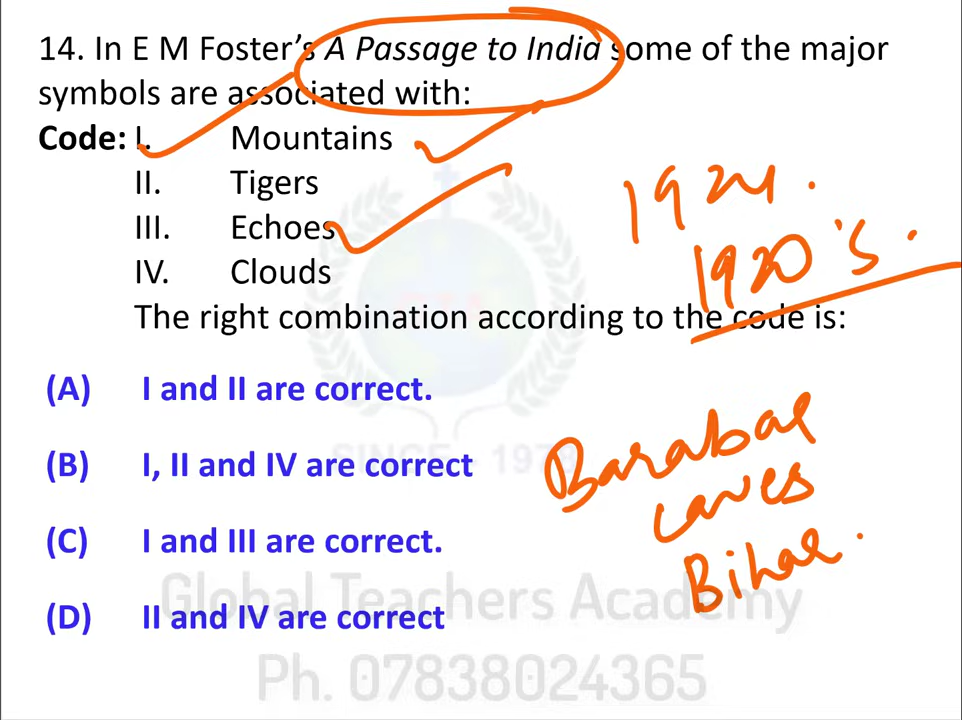 14. In E M Foster's A Passage to India some of the major
symbols are associated with:
Code: I. Mountains
II. Tigers
III. Echoes
IV. Clouds
The right combination according to the code is:
1924.
1920's.
(A) I and II are correct.
(B) I, II and IV are correct
(C) I and III are correct.
(D) II and IV are correct
Barabar
caves
Bihar.
SINCE - 1978
Global Teachers Academy
Ph. 07838024365